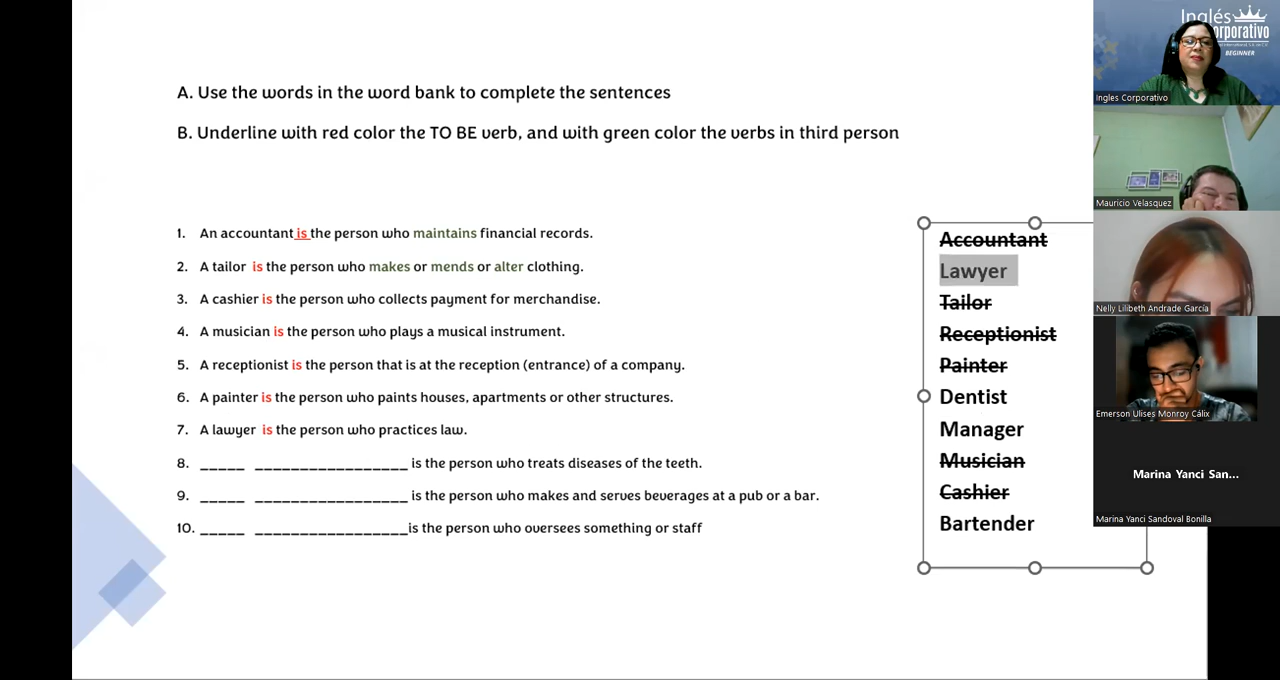 A. Use the words in the word bank to complete the sentences
B. Underline with red color the TO BE verb, and with green color the verbs in third person
1. An accountant is the person who maintains financial records.
2. A tailor is the person who makes or mends or alter clothing.
3. A cashier is the person who collects payment for merchandise.
4. A musician is the person who plays a musical instrument.
5. A receptionist is the person that is at the reception (entrance) of a company.
6. A painter is the person who paints houses, apartments or other structures.
7. A lawyer is the person who practices law.
8. _____ _________________ is the person who treats diseases of the teeth.
9. _____ _________________ is the person who makes and serves beverages at a pub or a bar.
10. _____ _________________is the person who oversees something or staff
Accountant
Lawyer
Tailor
Receptionist
Painter
Dentist
Manager
Musician
Cashier
Bartender
Inglés
orporativo
BEGINNER
Ingles Corporativo
Mauricio Velasquez
Nelly Lilibeth Andrade García
Emerson Ulises Monroy Cálix
Marina Yanci San...
Marina Yanci Sandoval Bonilla